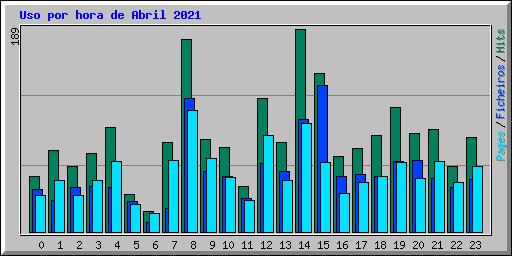 Uso por hora de Abril 2021
189
Pages / Ficheiros / Hits
0 1 2 3 4 5 6 7 8 9 10 11 12 13 14 15 16 17 18 19 20 21 22 23